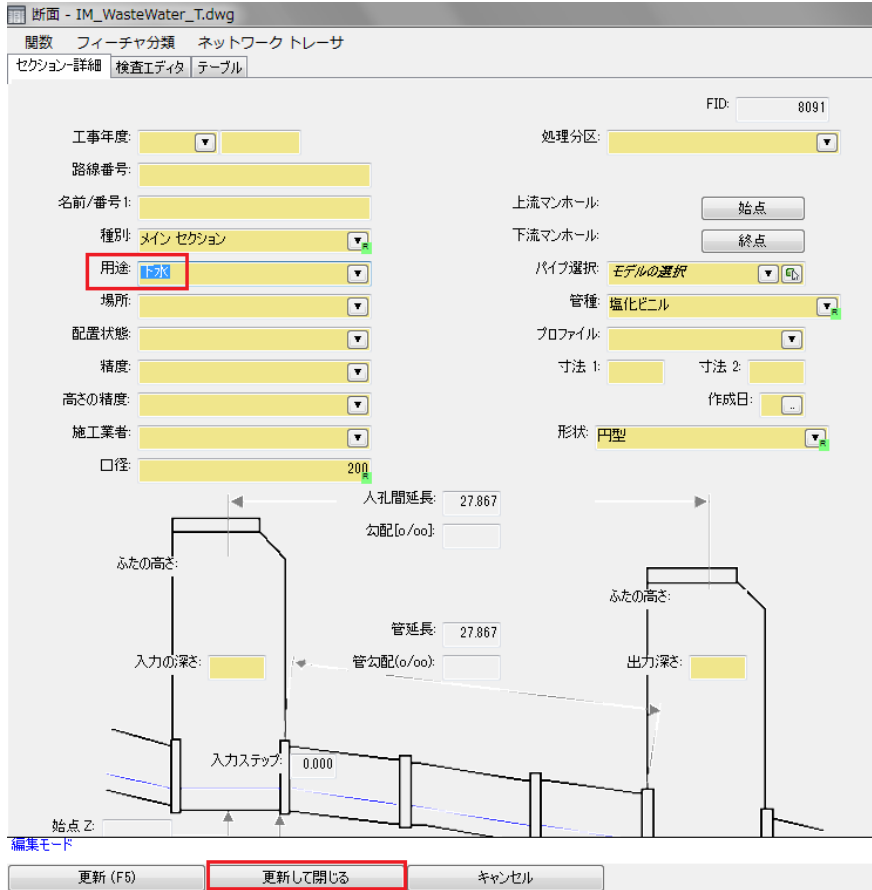 断面 - IM_WasteWater_T.dwg
関数 フィーチャ分類 ネットワーク トレーサ
セクション-詳細 検査エディタ テーブル
FID: 8091
工事年度: 処理分区:
路線番号:
名前/番号1: 上流マンホール: 始点
種別: メイン セクション R 下流マンホール: 終点
用途: 下水 パイプ選択: モデルの選択
場所: 管種: 塩化ビニル R
配置状態: プロファイル:
精度: 寸法 1: 寸法 2:
高さの精度: 作成日: ..
施工業者: 形状: 円型 R
口径: 200 R
人孔間延長: 27.867
勾配[o/oo]:
ふたの高さ:
ふたの高さ:
管延長: 27.867
入力の深さ: 管勾配(o/oo): 出力深さ:
入力ステップ: 0.000
始点 Z:
編集モード
更新 (F5) 更新して閉じる キャンセル